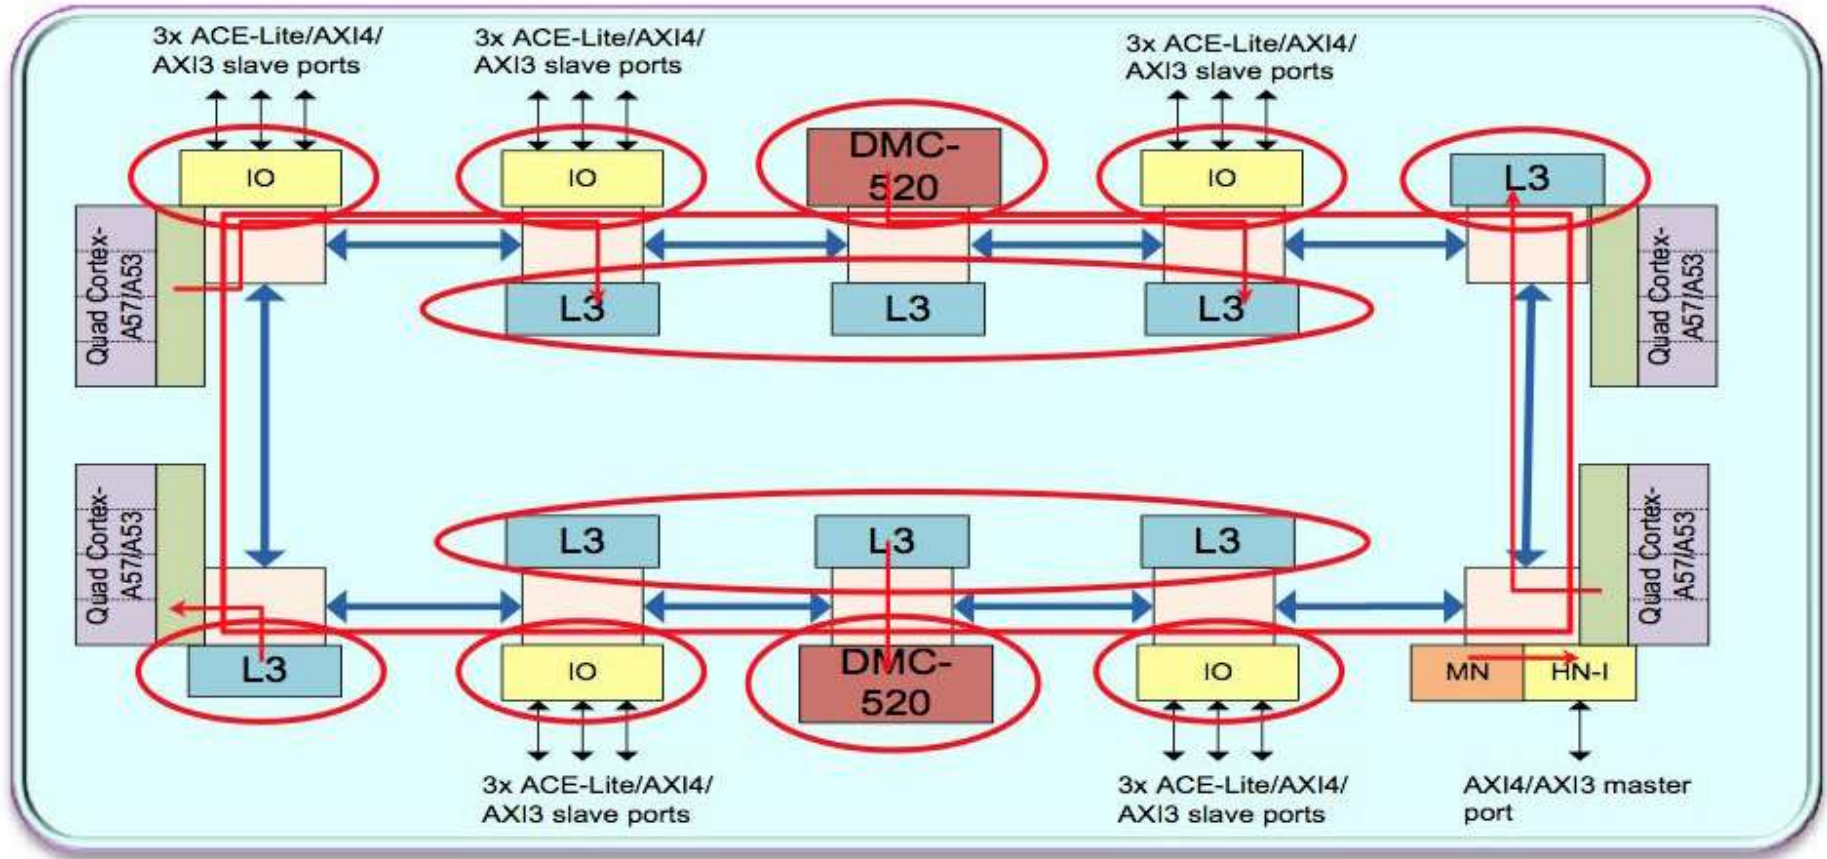 3x ACE-Lite/AXI4/
AXI3 slave ports
3x ACE-Lite/AXI4/
AXI3 slave ports
3x ACE-Lite/AXI4/
AXI3 slave ports
IO
IO
DMC-
520
IO
L3
Quad Cortex-
A57/A53
L3
L3
L3
Quad Cortex-
A57/A53
Quad Cortex-
A57/A53
L3
L3
L3
Quad Cortex-
A57/A53
L3
IO
DMC-
520
IO
MN
HN-I
3x ACE-Lite/AXI4/
AXI3 slave ports
3x ACE-Lite/AXI4/
AXI3 slave ports
AXI4/AXI3 master
port